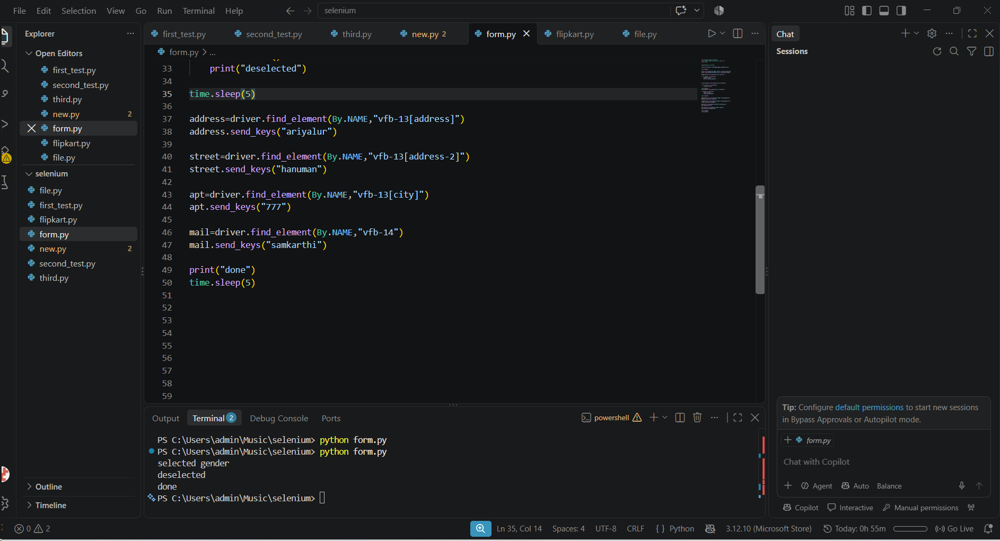 File Edit Selection View Go Run Terminal Help
selenium
Explorer
Open Editors
first_test.py
second_test.py
third.py
new.py 2
form.py
flipkart.py
file.py
selenium
file.py
first_test.py
flipkart.py
form.py
new.py 2
second_test.py
third.py
Outline
Timeline
first_test.py second_test.py third.py new.py 2 form.py flipkart.py file.py
form.py > ...
33 print("deselected")
34
35 time.sleep(5)
36
37 address=driver.find_element(By.NAME,"vfb-13[address]")
38 address.send_keys("ariyalur")
39
40 street=driver.find_element(By.NAME,"vfb-13[address-2]")
41 street.send_keys("hanuman")
42
43 apt=driver.find_element(By.NAME,"vfb-13[city]")
44 apt.send_keys("777")
45
46 mail=driver.find_element(By.NAME,"vfb-14")
47 mail.send_keys("samkarthi")
48
49 print("done")
50 time.sleep(5)
51
52
53
54
55
56
57
58
59
Output Terminal 2 Debug Console Ports
powershell
PS C:\Users\admin\Music\selenium> python form.py
PS C:\Users\admin\Music\selenium> python form.py
selected gender
deselected
done
PS C:\Users\admin\Music\selenium>
Chat
Sessions
Tip: Configure default permissions to start new sessions
in Bypass Approvals or Autopilot mode.
form.py
Chat with Copilot
Agent Auto Balance
Copilot Interactive Manual permissions
0 2
Ln 35, Col 14 Spaces: 4 UTF-8 CRLF { } Python 3.12.10 (Microsoft Store) Today: 0h 55m Go Live